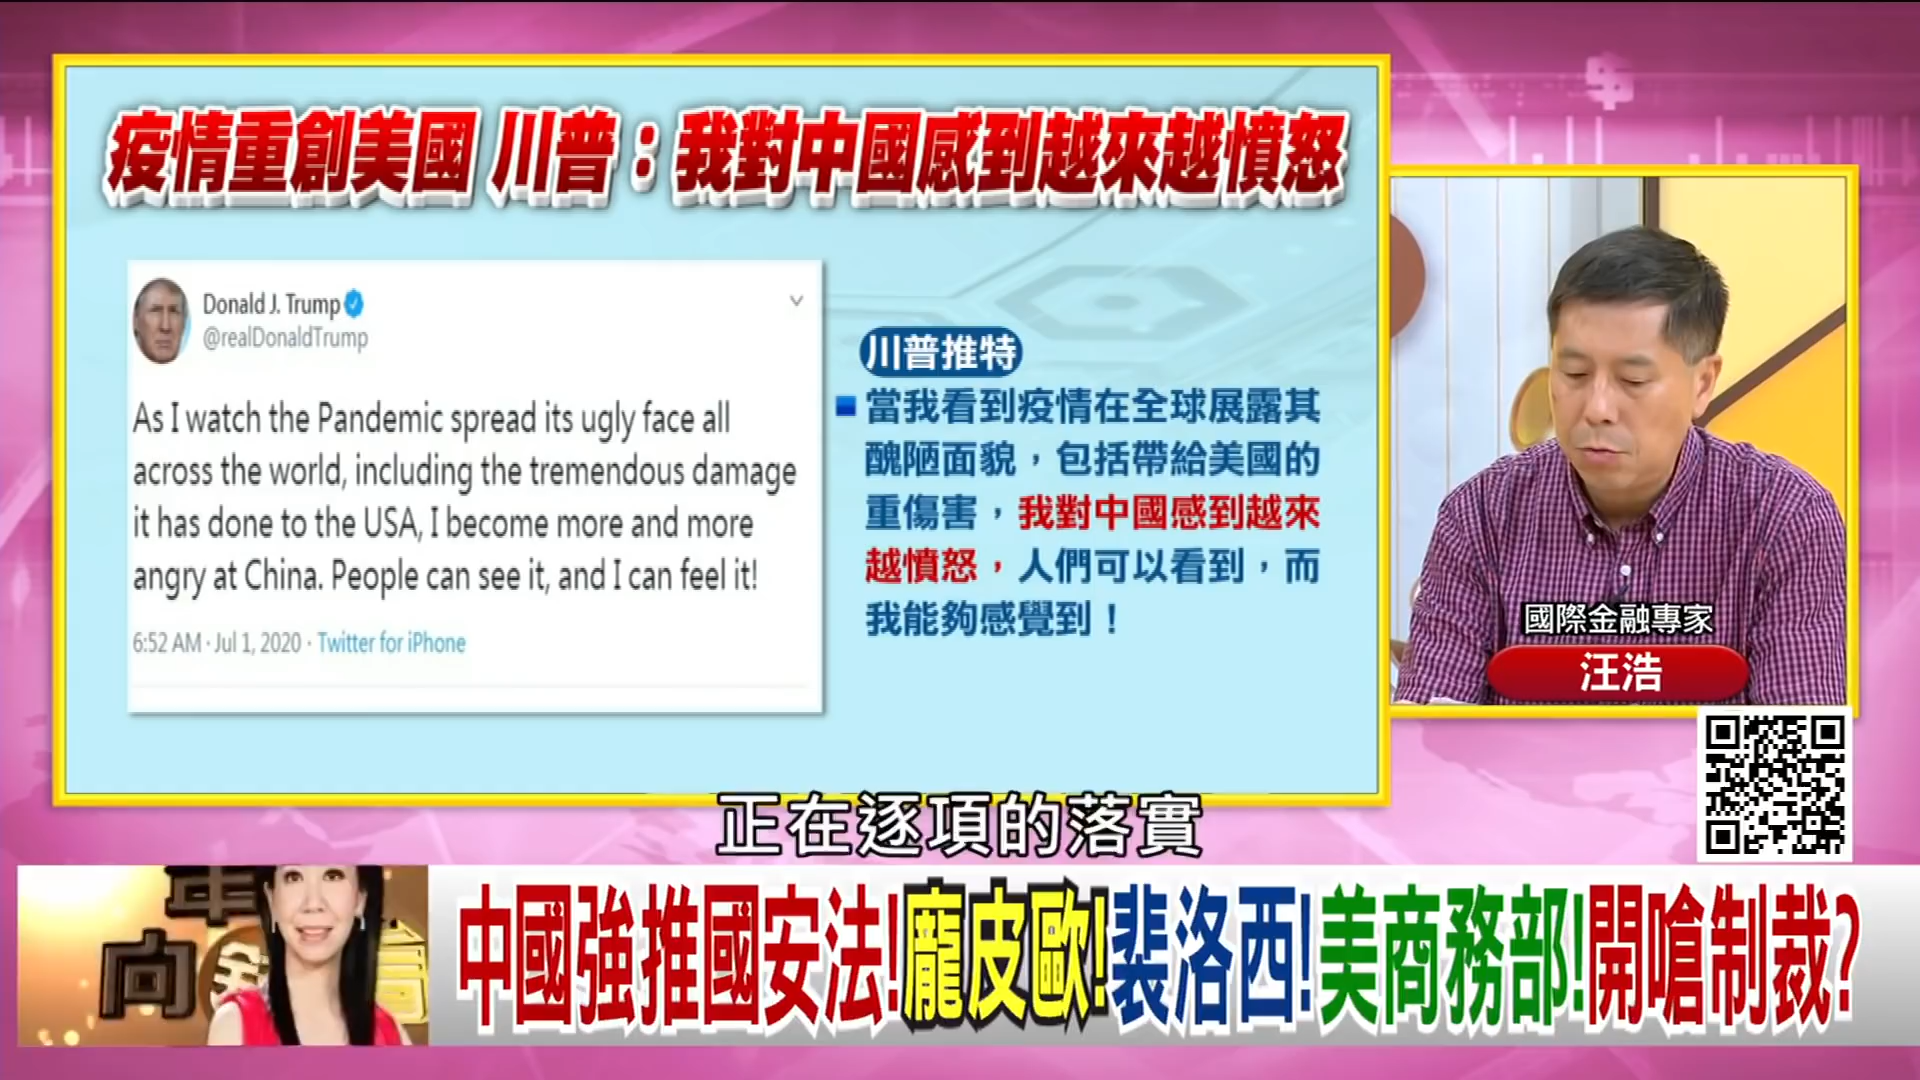 疫情重創美國 川普：我對中國感到越來越憤怒
Donald J. Trump
@realDonaldTrump
As I watch the Pandemic spread its ugly face all
across the world, including the tremendous damage
it has done to the USA, I become more and more
angry at China. People can see it, and I can feel it!
6:52 AM · Jul 1, 2020 · Twitter for iPhone
川普推特
當我看到疫情在全球展露其
醜陋面貌，包括帶給美國的
重傷害，我對中國感到越來
越憤怒，人們可以看到，而
我能夠感覺到！
國際金融專家
汪浩
正在逐項的落實
年
向
中國強推國安法!龐皮歐!裴洛西!美商務部!開嗆制裁?